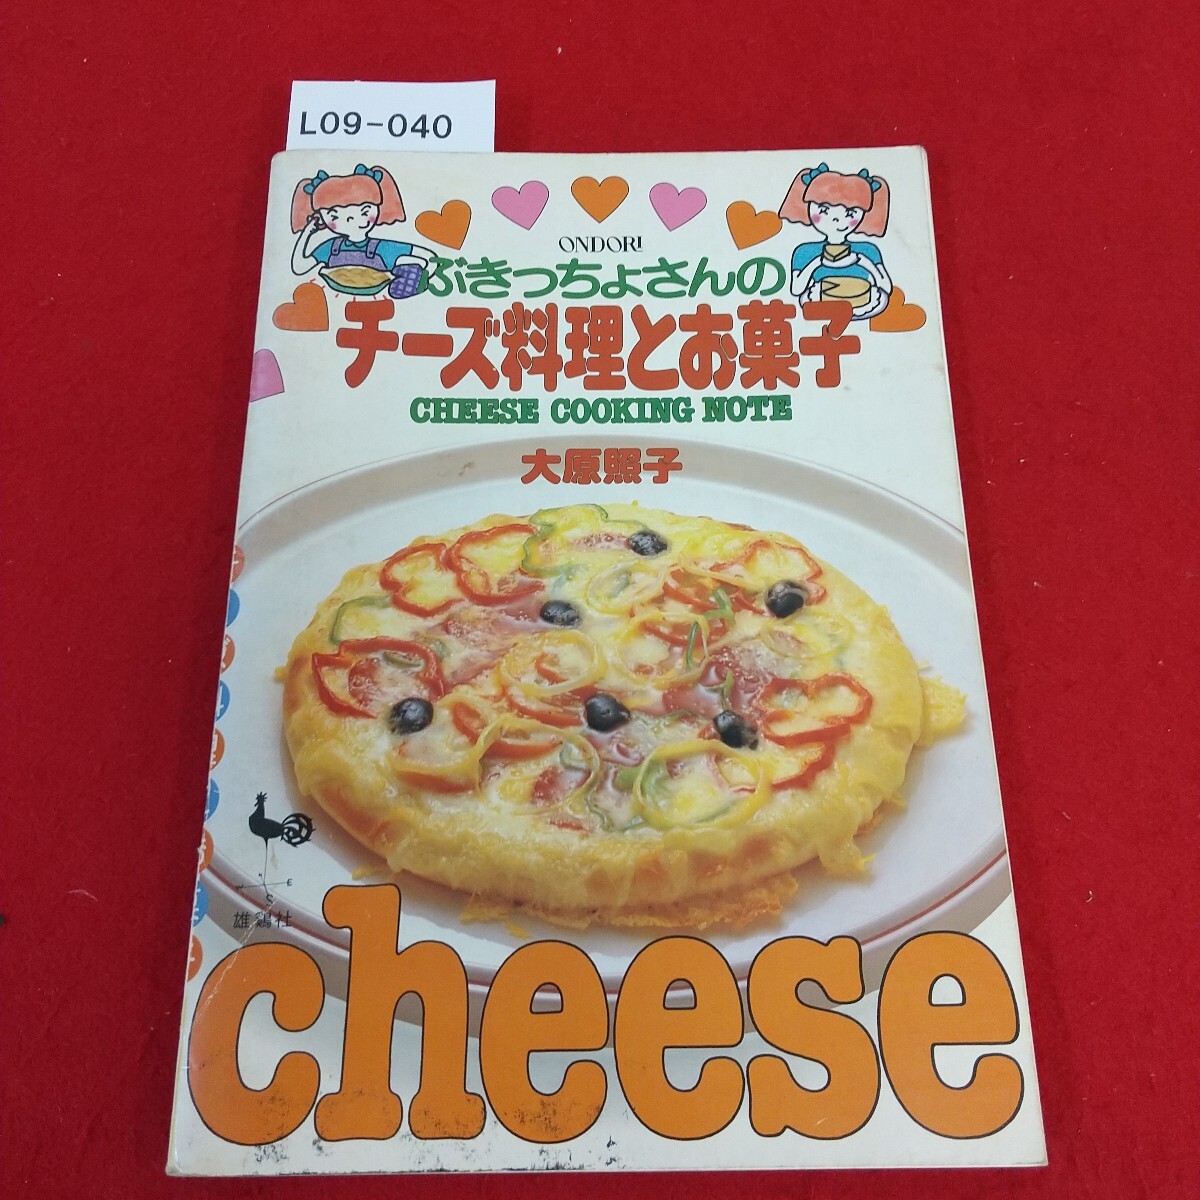 L09-040
ONDORI
ぶきっちょさんの
チーズ料理とお菓子
CHEESE COOKING NOTE
大原照子
N
W E
S
雄鶏社
cheese